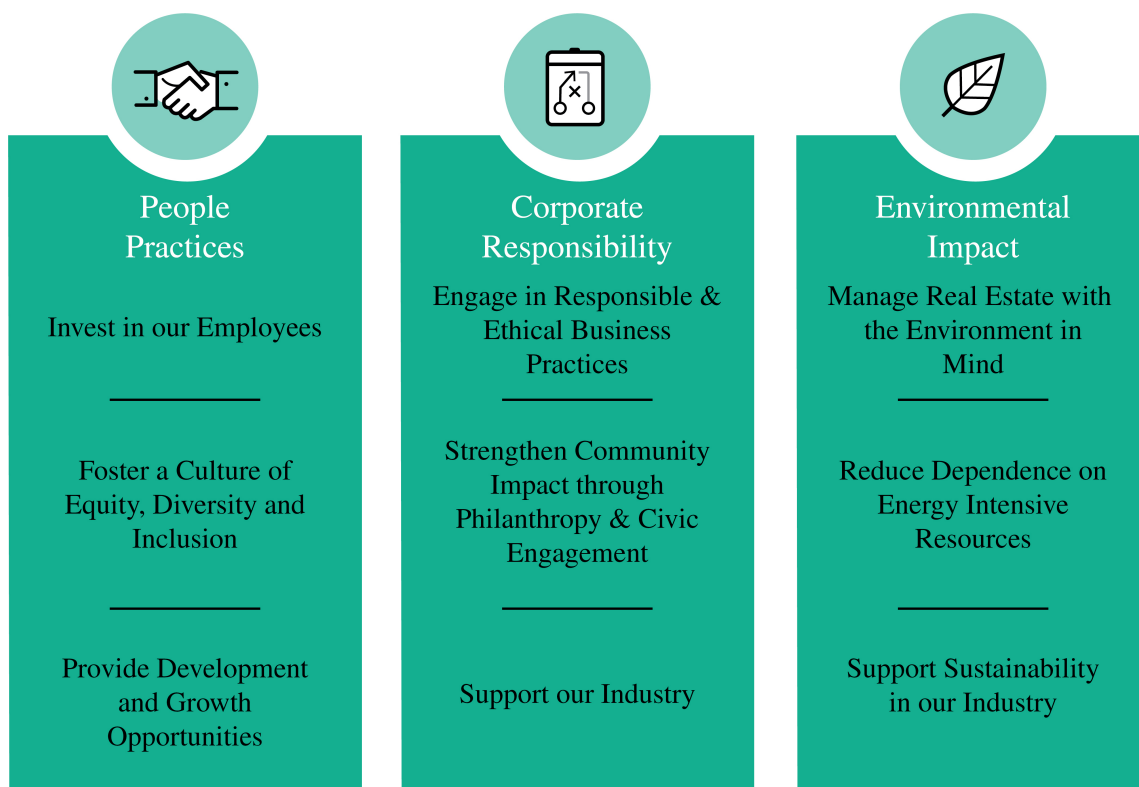 People
Practices
Invest in our Employees
Foster a Culture of
Equity, Diversity and
Inclusion
Provide Development
and Growth
Opportunities
Corporate
Responsibility
Engage in Responsible &
Ethical Business
Practices
Strengthen Community
Impact through
Philanthropy & Civic
Engagement
Support our Industry
Environmental
Impact
Manage Real Estate with
the Environment in
Mind
Reduce Dependence on
Energy Intensive
Resources
Support Sustainability
in our Industry